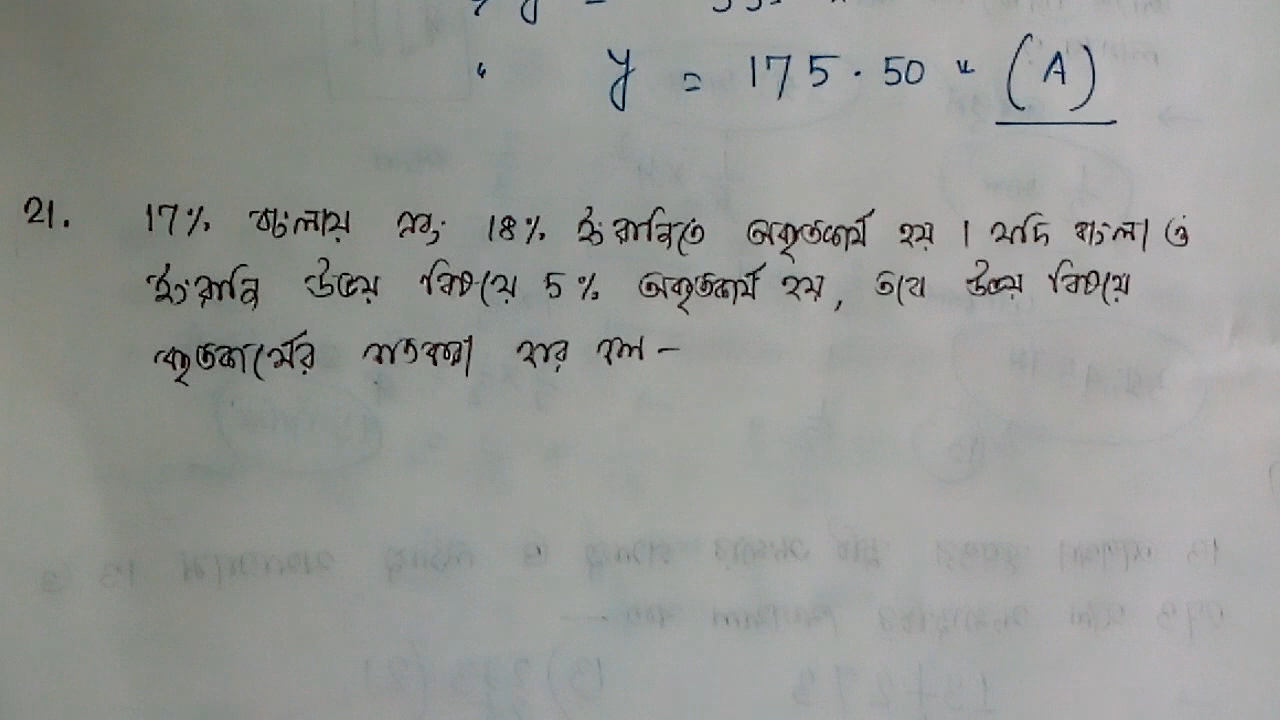 y = 175.50 " (A)
21. 17% বাংলায় এবং 18% ইংরাজিতে অকৃতকার্য হয় । যদি বাংলা ও
ইংরাজি উভয় বিষয়ে 5% অকৃতকার্য হয়, তবে উভয় বিষয়ে
কৃতকার্যের শতকরা হার হল –